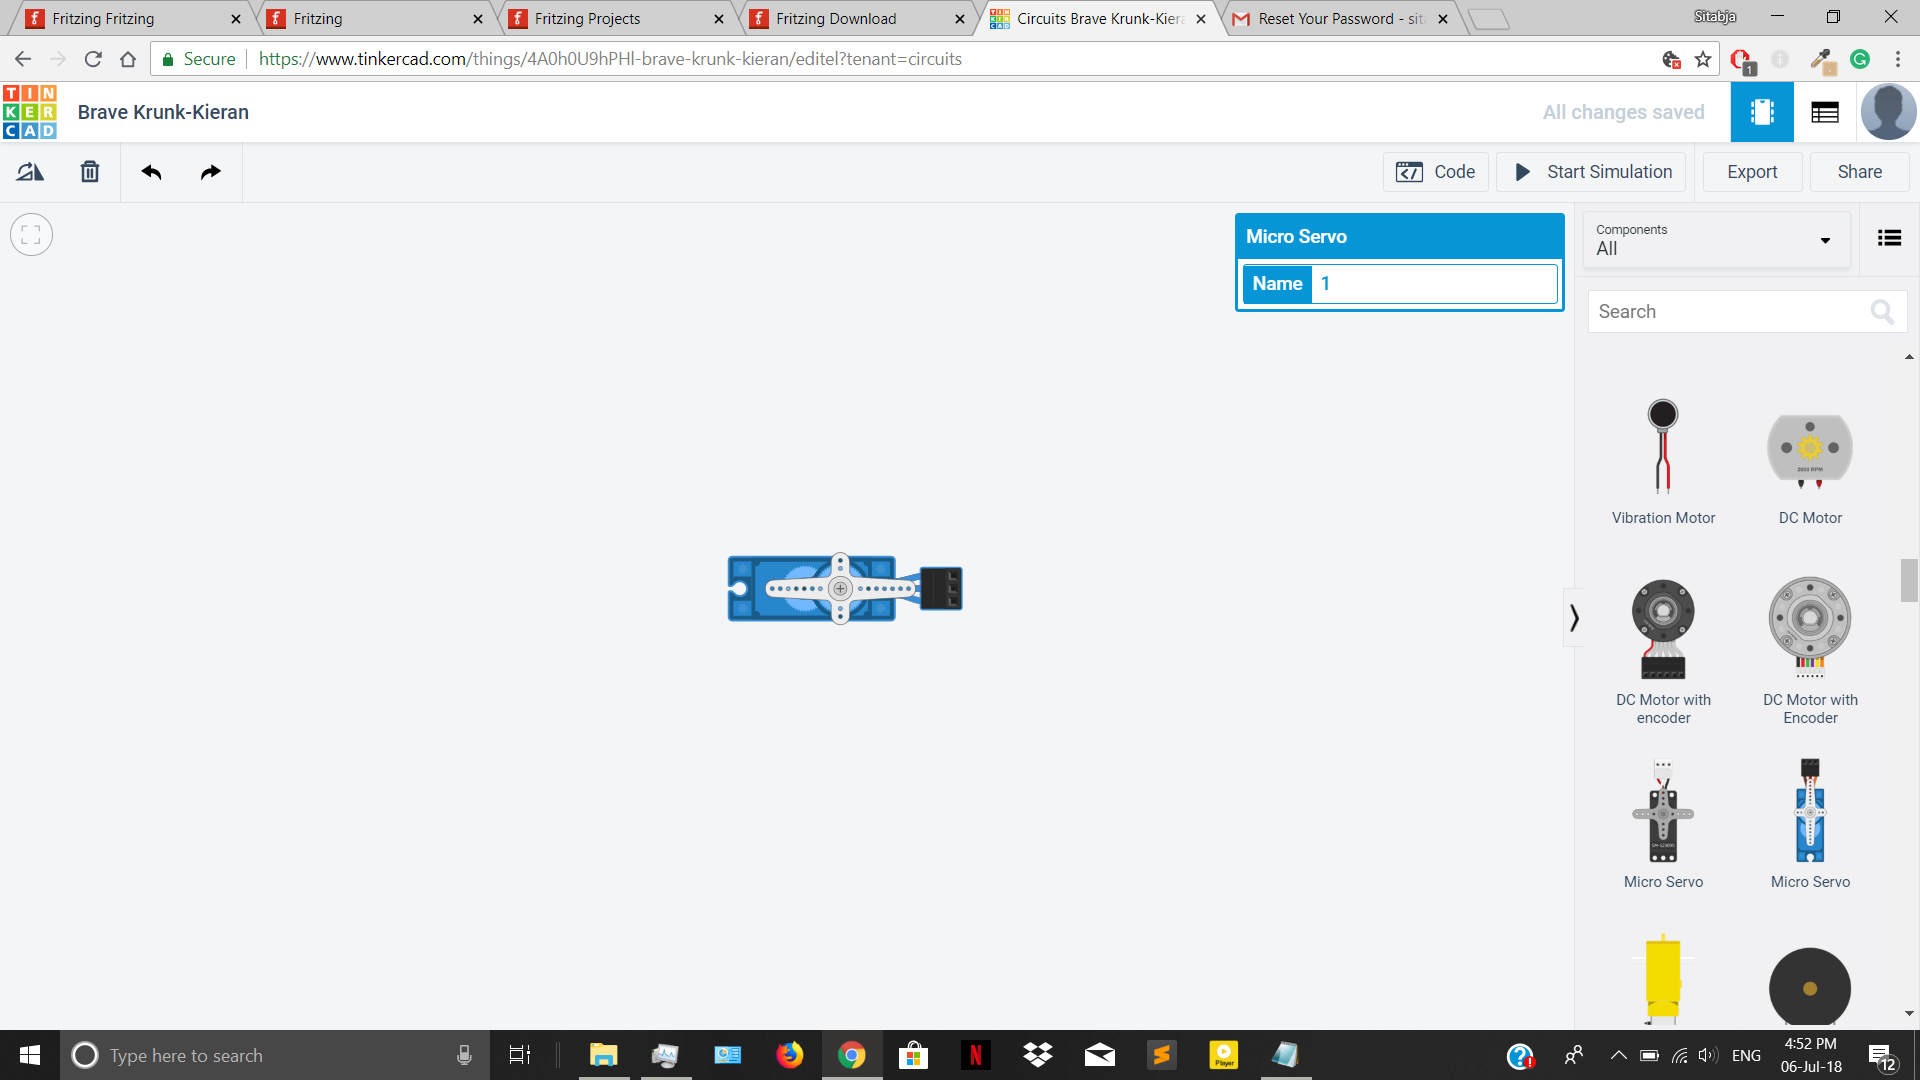 Fritzing Fritzing
Fritzing
Fritzing Projects
Fritzing Download
Circuits Brave Krunk-Kiera
Reset Your Password - sit
Sitabja
Secure
https://www.tinkercad.com/things/4A0h0U9hPHl-brave-krunk-kieran/editel?tenant=circuits
1
TIN
KER
CAD
Brave Krunk-Kieran
All changes saved
Code
Start Simulation
Export
Share
Micro Servo
Name 1
Components
All
Search
2000 RPM
Vibration Motor
DC Motor
DC Motor with encoder
DC Motor with Encoder
Micro Servo
Micro Servo
Type here to search
N
Player
ENG
4:52 PM
06-Jul-18
12